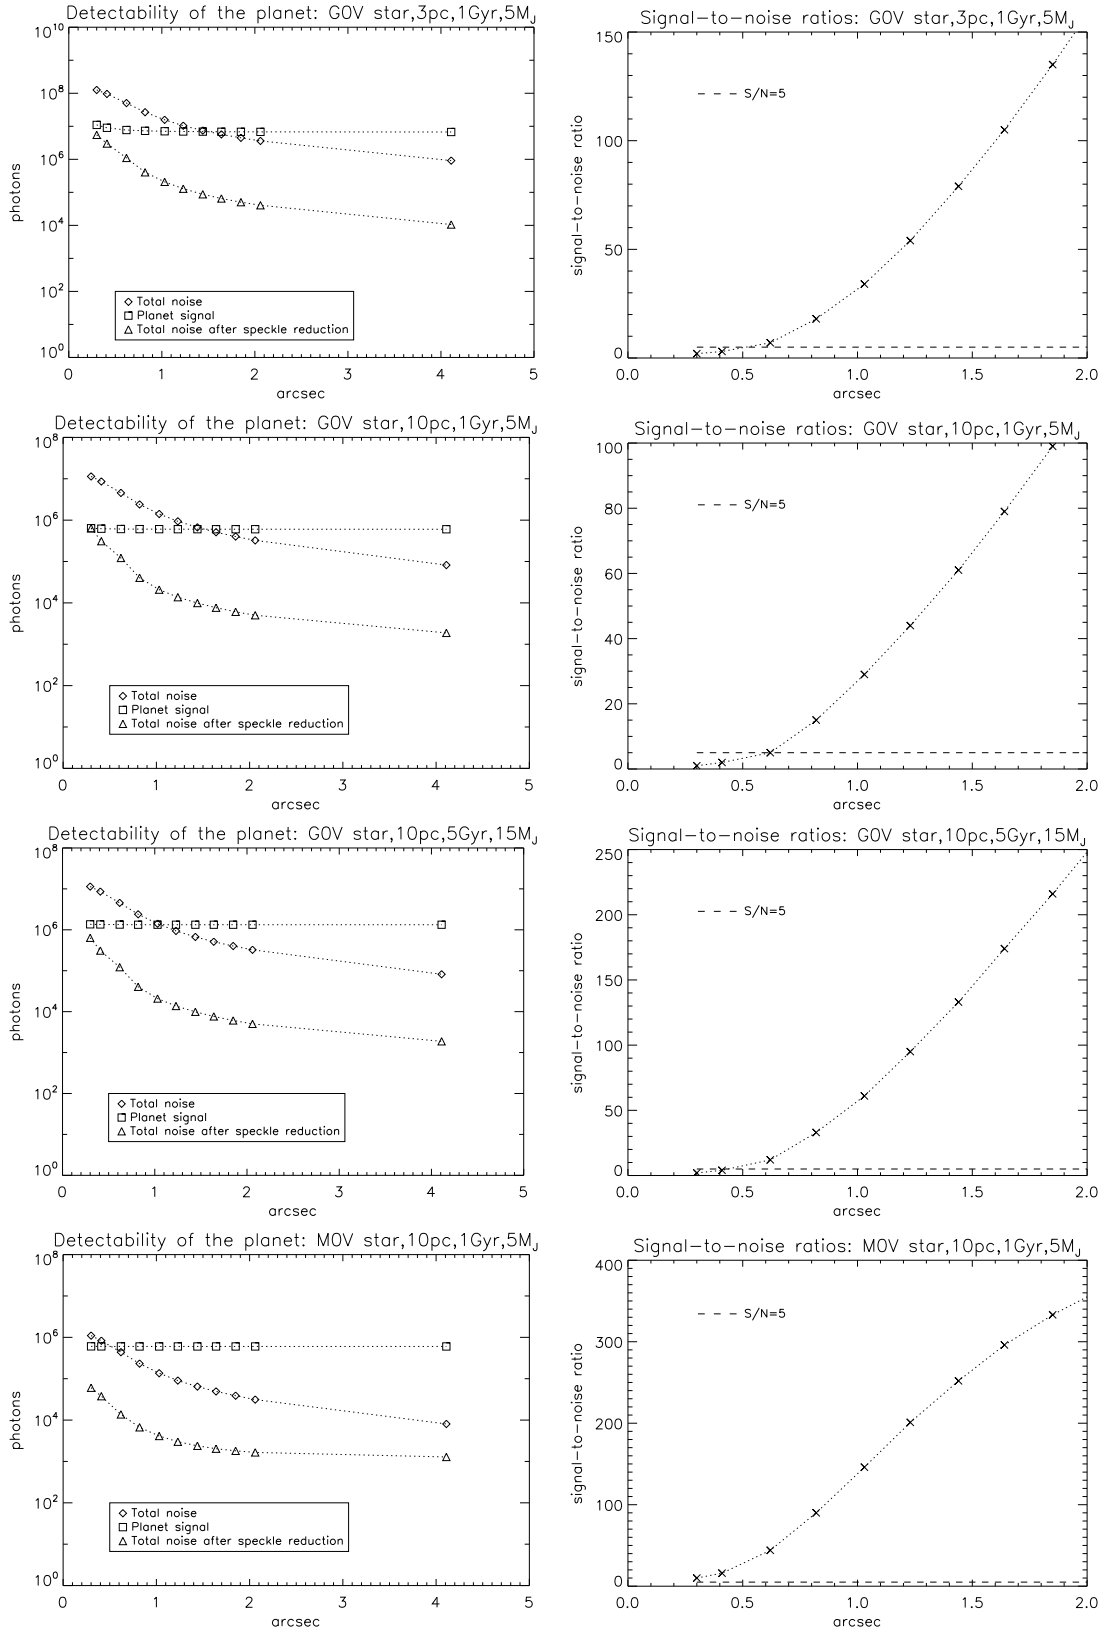 Detectability of the planet: G0V star,3pc,1Gyr,5MJ
10^10
10^8
10^6
10^4
10^2
10^0
photons
Total noise
Planet signal
Total noise after speckle reduction
0 1 2 3 4 5
arcsec
Signal-to-noise ratios: G0V star,3pc,1Gyr,5MJ
150
100
50
0
signal-to-noise ratio
S/N=5
0.0 0.5 1.0 1.5 2.0
arcsec
Detectability of the planet: G0V star,10pc,1Gyr,5MJ
10^8
10^6
10^4
10^2
10^0
photons
Total noise
Planet signal
Total noise after speckle reduction
0 1 2 3 4 5
arcsec
Signal-to-noise ratios: G0V star,10pc,1Gyr,5MJ
100
80
60
40
20
0
signal-to-noise ratio
S/N=5
0.0 0.5 1.0 1.5 2.0
arcsec
Detectability of the planet: G0V star,10pc,5Gyr,15MJ
10^8
10^6
10^4
10^2
10^0
photons
Total noise
Planet signal
Total noise after speckle reduction
0 1 2 3 4 5
arcsec
Signal-to-noise ratios: G0V star,10pc,5Gyr,15MJ
250
200
150
100
50
0
signal-to-noise ratio
S/N=5
0.0 0.5 1.0 1.5 2.0
arcsec
Detectability of the planet: M0V star,10pc,1Gyr,5MJ
10^8
10^6
10^4
10^2
10^0
photons
Total noise
Planet signal
Total noise after speckle reduction
0 1 2 3 4 5
arcsec
Signal-to-noise ratios: M0V star,10pc,1Gyr,5MJ
400
300
200
100
0
signal-to-noise ratio
S/N=5
0.0 0.5 1.0 1.5 2.0
arcsec